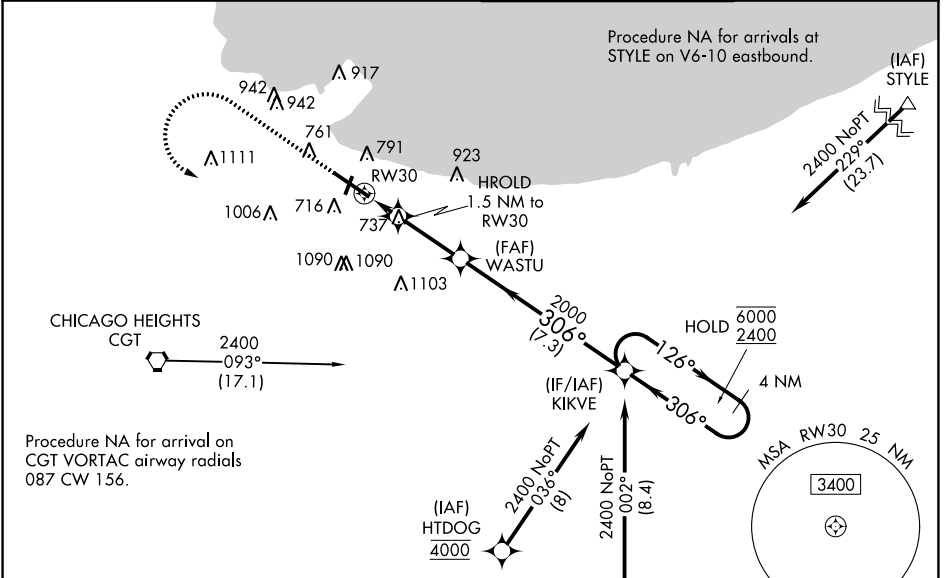 Procedure NA for arrivals at
STYLE on V6-10 eastbound.
(IAF)
STYLE
2400 NoPT
229°
(23.7)
917
942
942
761
791
1111
RW30
923
HROLD
1.5 NM to
RW30
716
1006
737
(FAF)
WASTU
1090
1090
1103
CHICAGO HEIGHTS
CGT
2400
093°
(17.1)
2000
306°
(7.3)
HOLD
6000
2400
126°
4 NM
306°
(IF/IAF)
KIKVE
Procedure NA for arrival on
CGT VORTAC airway radials
087 CW 156.
2400 NoPT
036°
(8)
2400 NoPT
002°
(8.4)
(IAF)
HTDOG
4000
MSA RW30 25 NM
3400